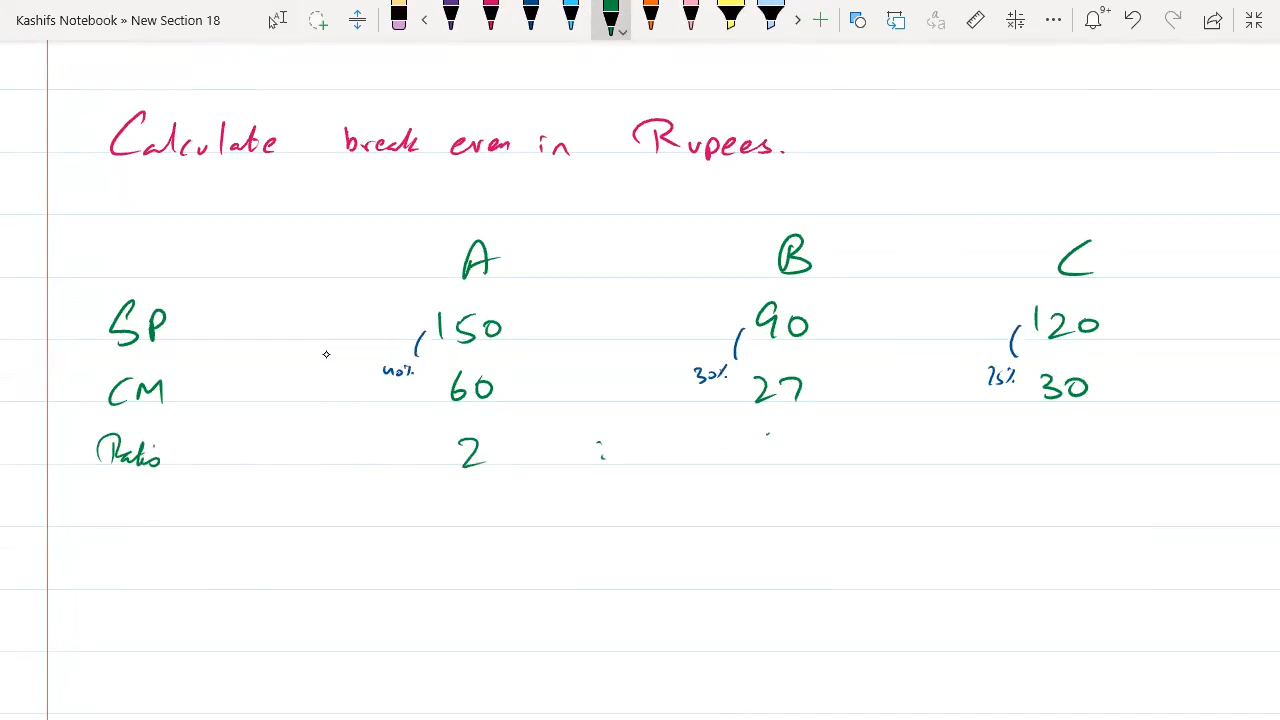 Kashifs Notebook » New Section 18
9+
Calculate break even in Rupees.
A B C
SP 150 90 120
40% 30% 25%
CM 60 27 30
Ratio 2 :